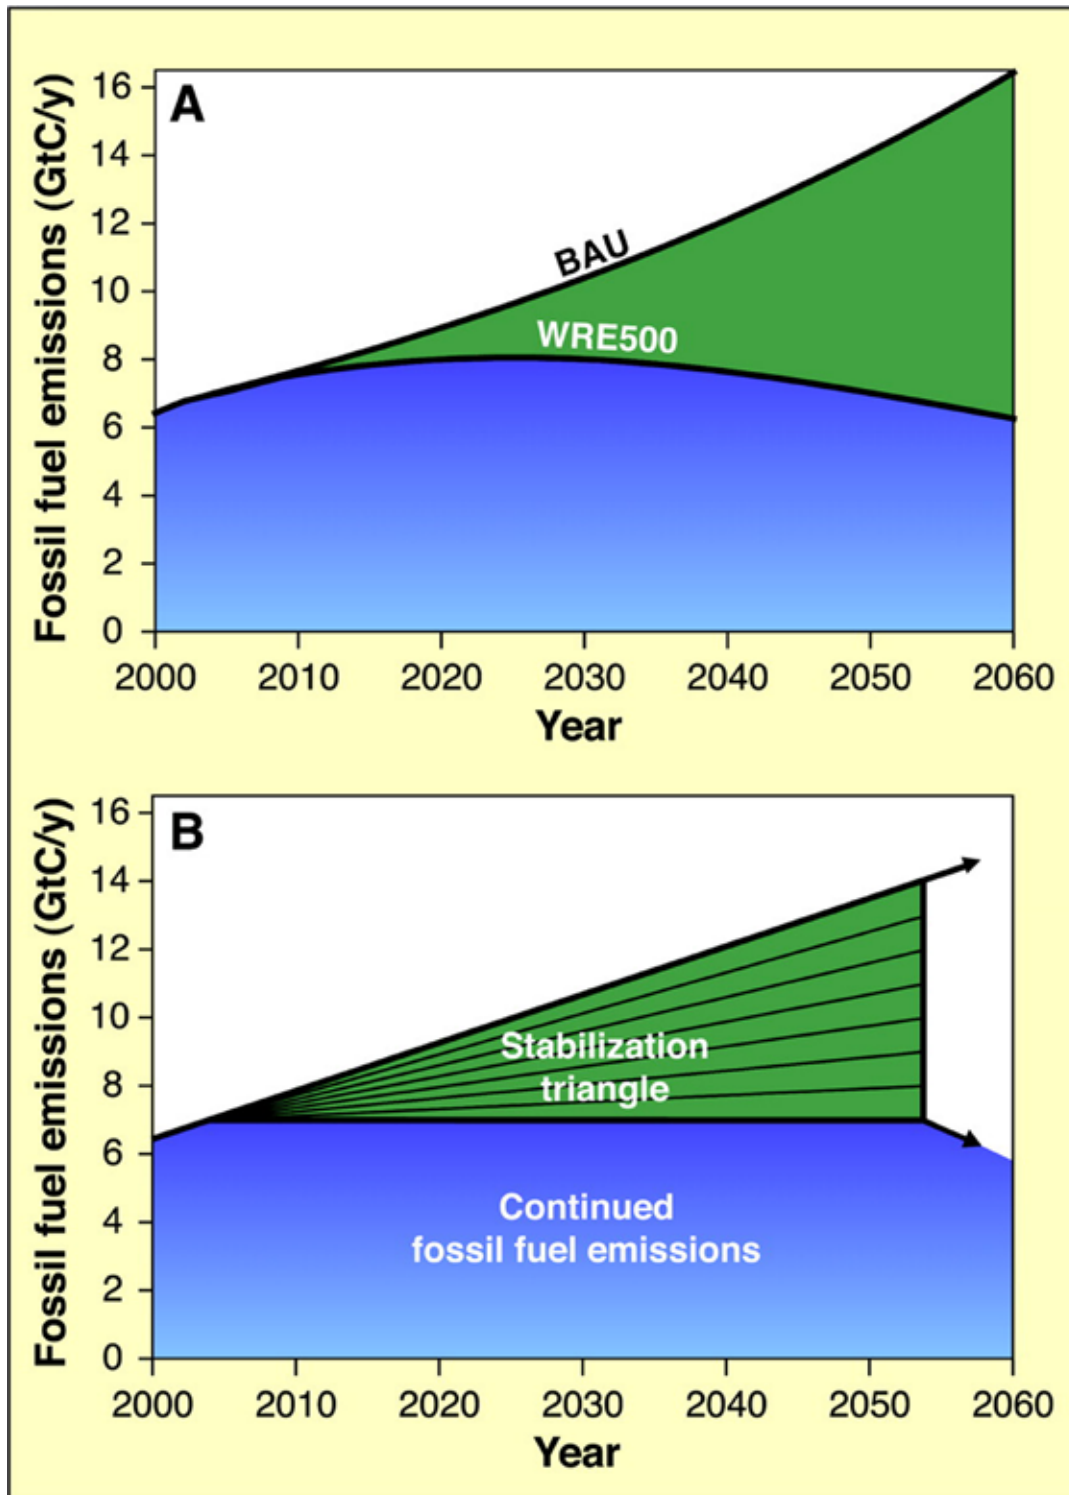 A
Fossil fuel emissions (GtC/y)
16
14
12
10
8
6
4
2
0
BAU
WRE500
2000 2010 2020 2030 2040 2050 2060
Year
B
Fossil fuel emissions (GtC/y)
16
14
12
10
8
6
4
2
0
Stabilization
triangle
Continued
fossil fuel emissions
2000 2010 2020 2030 2040 2050 2060
Year